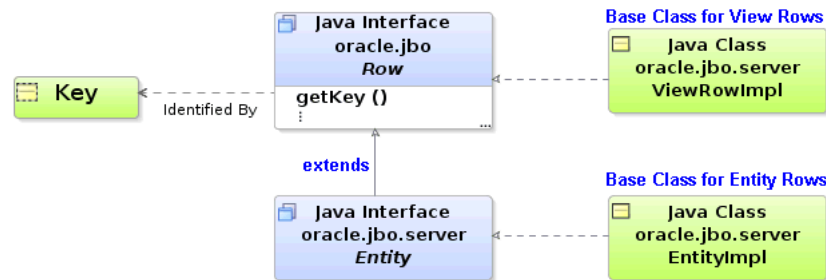 Base Class for View Rows
Java Interface
oracle.jbo
Row
getKey ()
...
Java Class
oracle.jbo.server
ViewRowImpl
Key
Identified By
extends
Base Class for Entity Rows
Java Interface
oracle.jbo.server
Entity
Java Class
oracle.jbo.server
EntityImpl